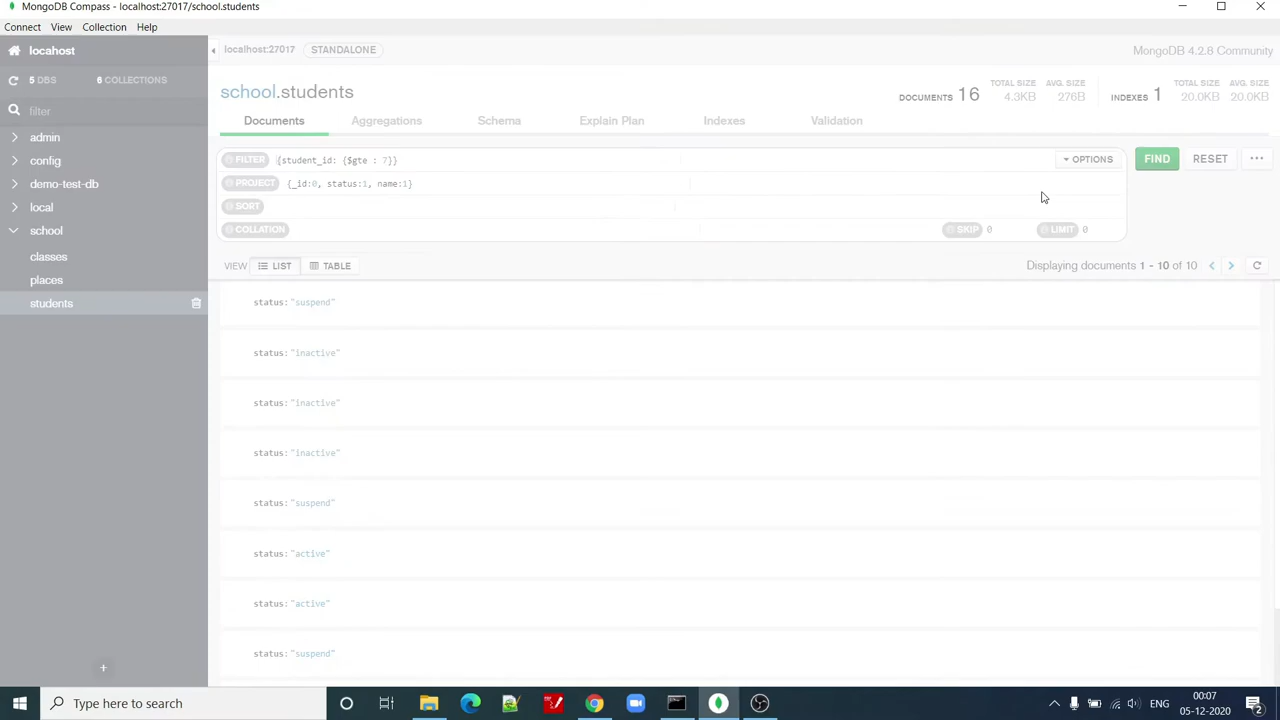 MongoDB Compass - localhost:27017/school.students
Connect View Collection Help
locahost
5 DBS 6 COLLECTIONS
filter
admin
config
demo-test-db
local
school
classes
places
students
localhost:27017 STANDALONE MongoDB 4.2.8 Community
school.students
DOCUMENTS 16 TOTAL SIZE 4.3KB AVG. SIZE 276B INDEXES 1 TOTAL SIZE 20.0KB AVG. SIZE 20.0KB
Documents Aggregations Schema Explain Plan Indexes Validation
FILTER {student_id: {$gte : 7}} OPTIONS FIND RESET ...
PROJECT {_id:0, status:1, name:1}
SORT
COLLATION SKIP 0 LIMIT 0
VIEW LIST TABLE Displaying documents 1 - 10 of 10
status:"suspend"
status:"inactive"
status:"inactive"
status:"inactive"
status:"suspend"
status:"active"
status:"active"
status:"suspend"
Type here to search
ENG
00:07
05-12-2020
2